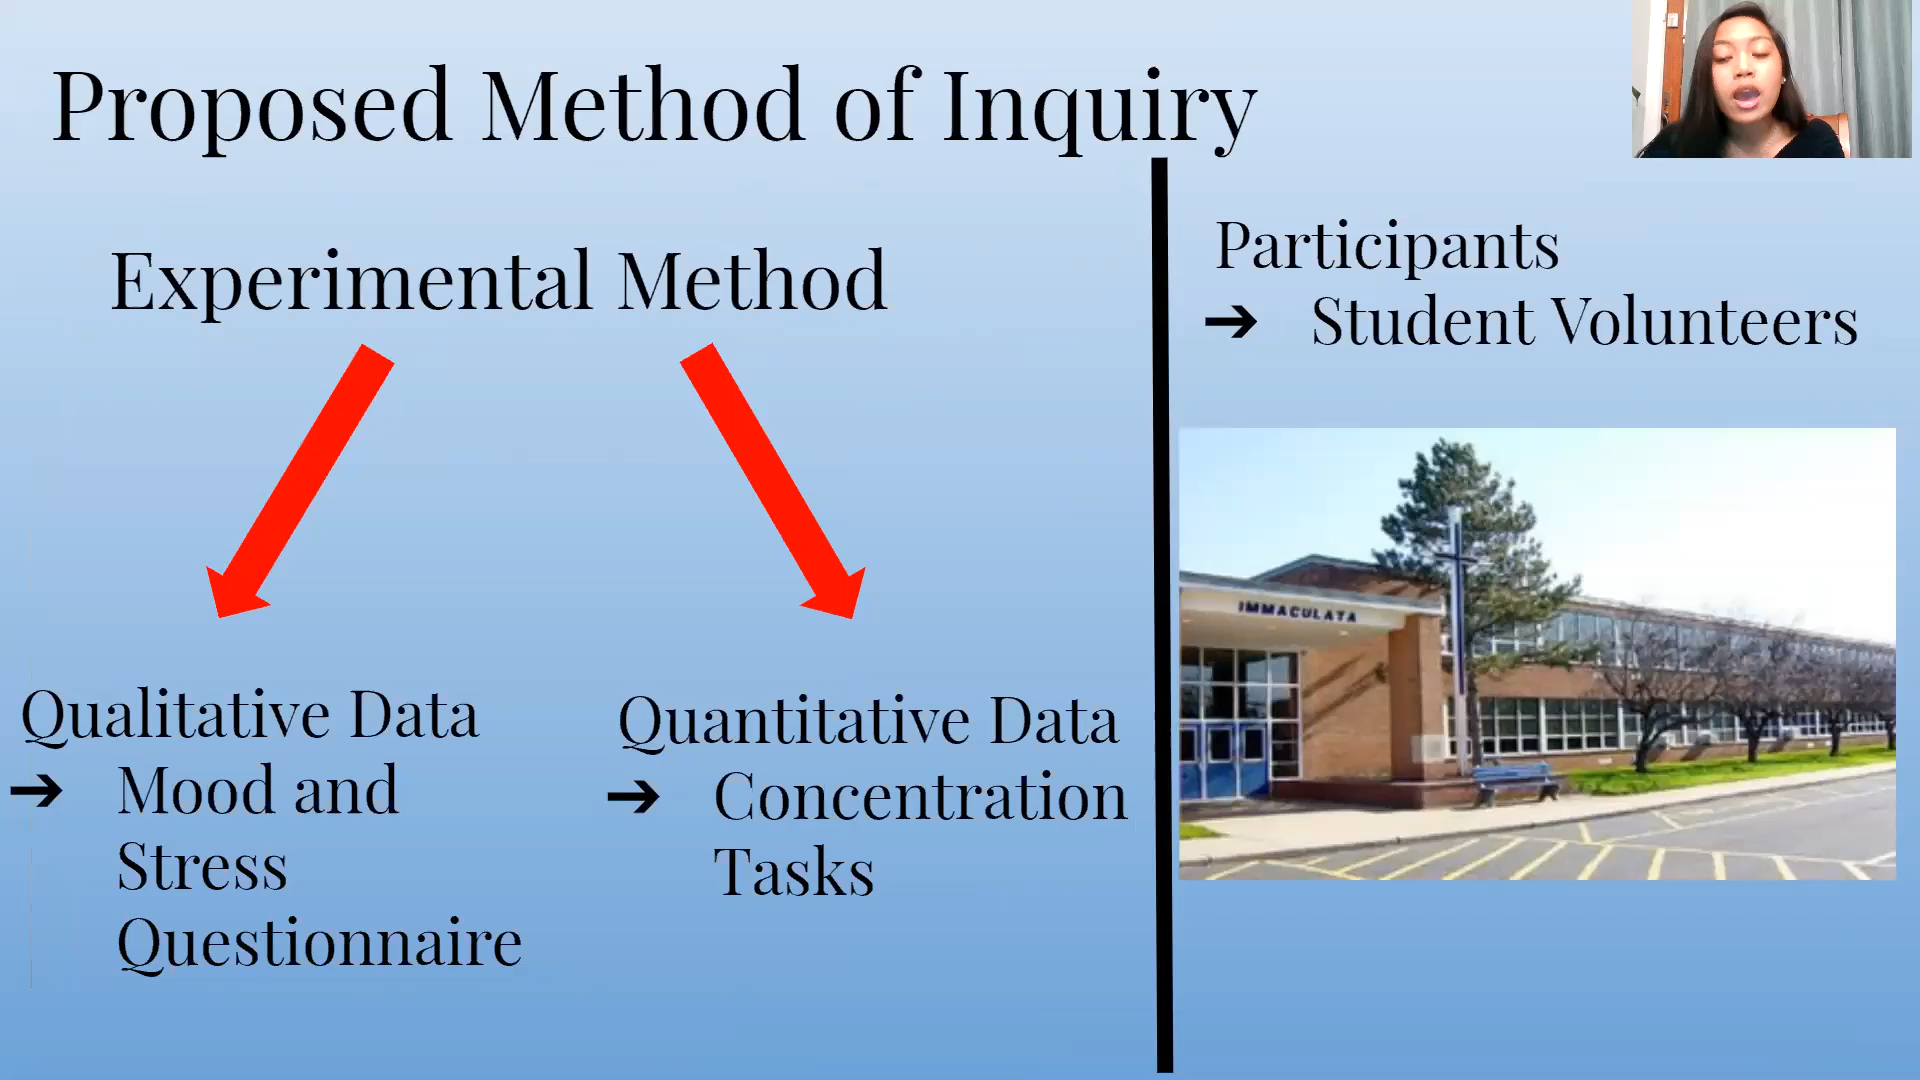 Proposed Method of Inquiry
Experimental Method
Qualitative Data
➔ Mood and
Stress
Questionnaire
Quantitative Data
➔ Concentration
Tasks
Participants
➔ Student Volunteers
IMMACULATA